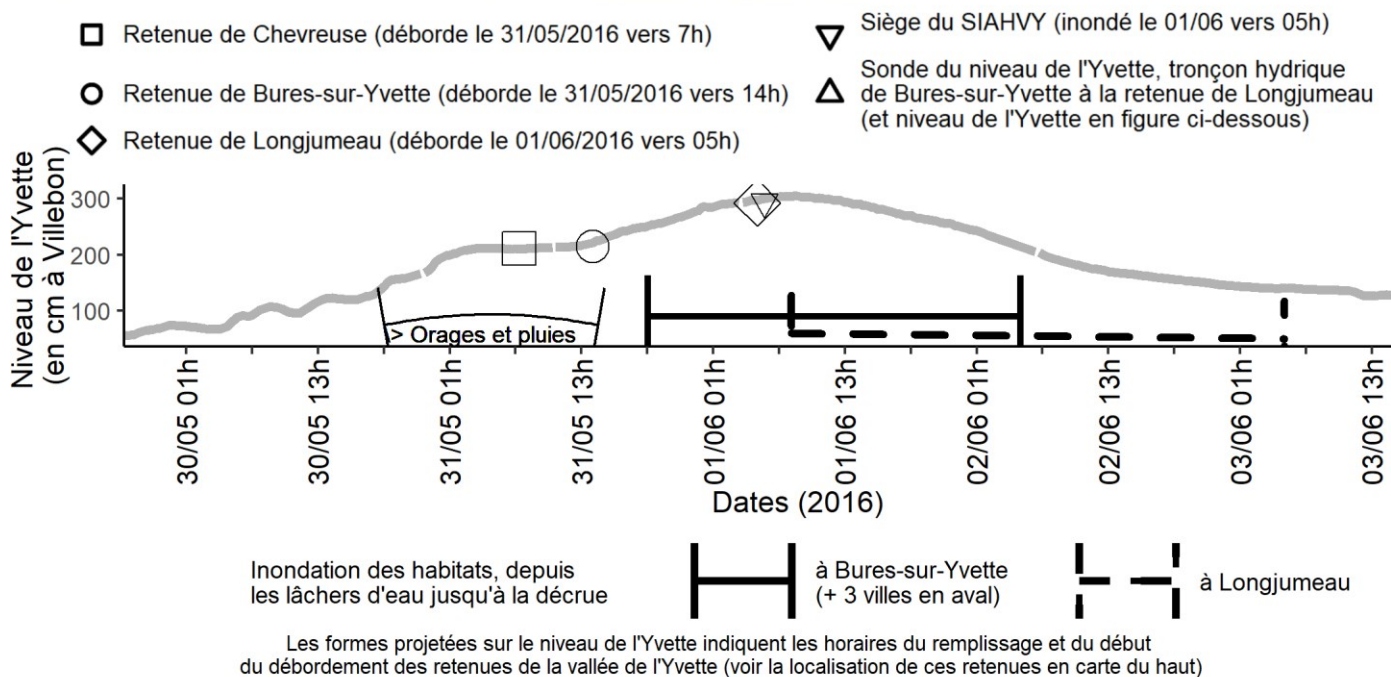 Retenue de Chevreuse (déborde le 31/05/2016 vers 7h)
Retenue de Bures-sur-Yvette (déborde le 31/05/2016 vers 14h)
Retenue de Longjumeau (déborde le 01/06/2016 vers 05h)
Siège du SIAHVY (inondé le 01/06 vers 05h)
Sonde du niveau de l'Yvette, tronçon hydrique
de Bures-sur-Yvette à la retenue de Longjumeau
(et niveau de l'Yvette en figure ci-dessous)
Niveau de l'Yvette
(en cm à Villebon)
300
200
100
> Orages et pluies
30/05 01h
30/05 13h
31/05 01h
31/05 13h
01/06 01h
01/06 13h
02/06 01h
02/06 13h
03/06 01h
03/06 13h
Dates (2016)
Inondation des habitats, depuis
les lâchers d'eau jusqu'à la décrue
à Bures-sur-Yvette
(+ 3 villes en aval)
à Longjumeau
Les formes projetées sur le niveau de l'Yvette indiquent les horaires du remplissage et du début
du débordement des retenues de la vallée de l'Yvette (voir la localisation de ces retenues en carte du haut)